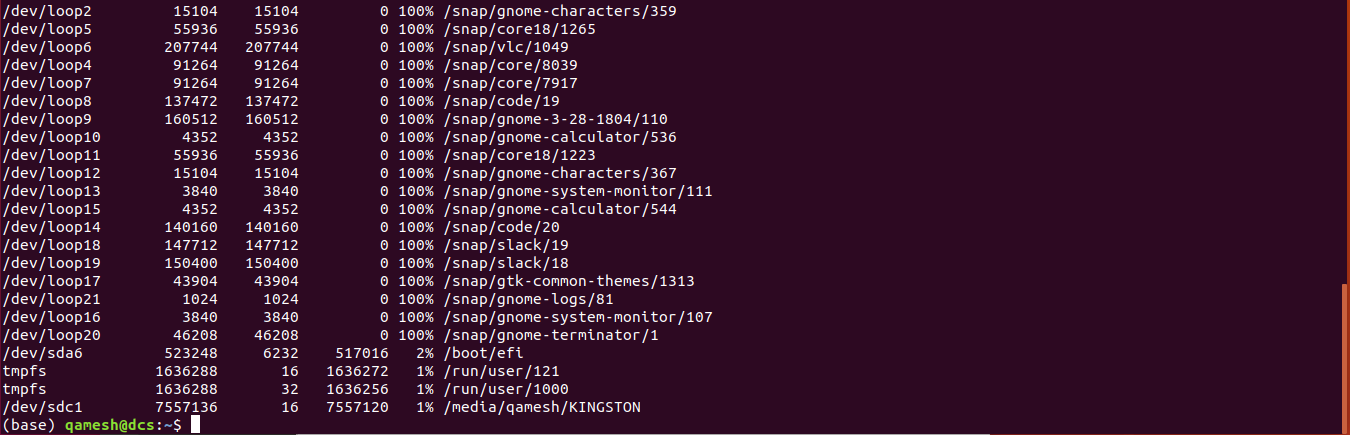 /dev/loop2 15104 15104 0 100% /snap/gnome-characters/359
/dev/loop5 55936 55936 0 100% /snap/core18/1265
/dev/loop6 207744 207744 0 100% /snap/vlc/1049
/dev/loop4 91264 91264 0 100% /snap/core/8039
/dev/loop7 91264 91264 0 100% /snap/core/7917
/dev/loop8 137472 137472 0 100% /snap/code/19
/dev/loop9 160512 160512 0 100% /snap/gnome-3-28-1804/110
/dev/loop10 4352 4352 0 100% /snap/gnome-calculator/536
/dev/loop11 55936 55936 0 100% /snap/core18/1223
/dev/loop12 15104 15104 0 100% /snap/gnome-characters/367
/dev/loop13 3840 3840 0 100% /snap/gnome-system-monitor/111
/dev/loop15 4352 4352 0 100% /snap/gnome-calculator/544
/dev/loop14 140160 140160 0 100% /snap/code/20
/dev/loop18 147712 147712 0 100% /snap/slack/19
/dev/loop19 150400 150400 0 100% /snap/slack/18
/dev/loop17 43904 43904 0 100% /snap/gtk-common-themes/1313
/dev/loop21 1024 1024 0 100% /snap/gnome-logs/81
/dev/loop16 3840 3840 0 100% /snap/gnome-system-monitor/107
/dev/loop20 46208 46208 0 100% /snap/gnome-terminator/1
/dev/sda6 523248 6232 517016 2% /boot/efi
tmpfs 1636288 16 1636272 1% /run/user/121
tmpfs 1636288 32 1636256 1% /run/user/1000
/dev/sdc1 7557136 16 7557120 1% /media/qamesh/KINGSTON
(base) qamesh@dcs:~$